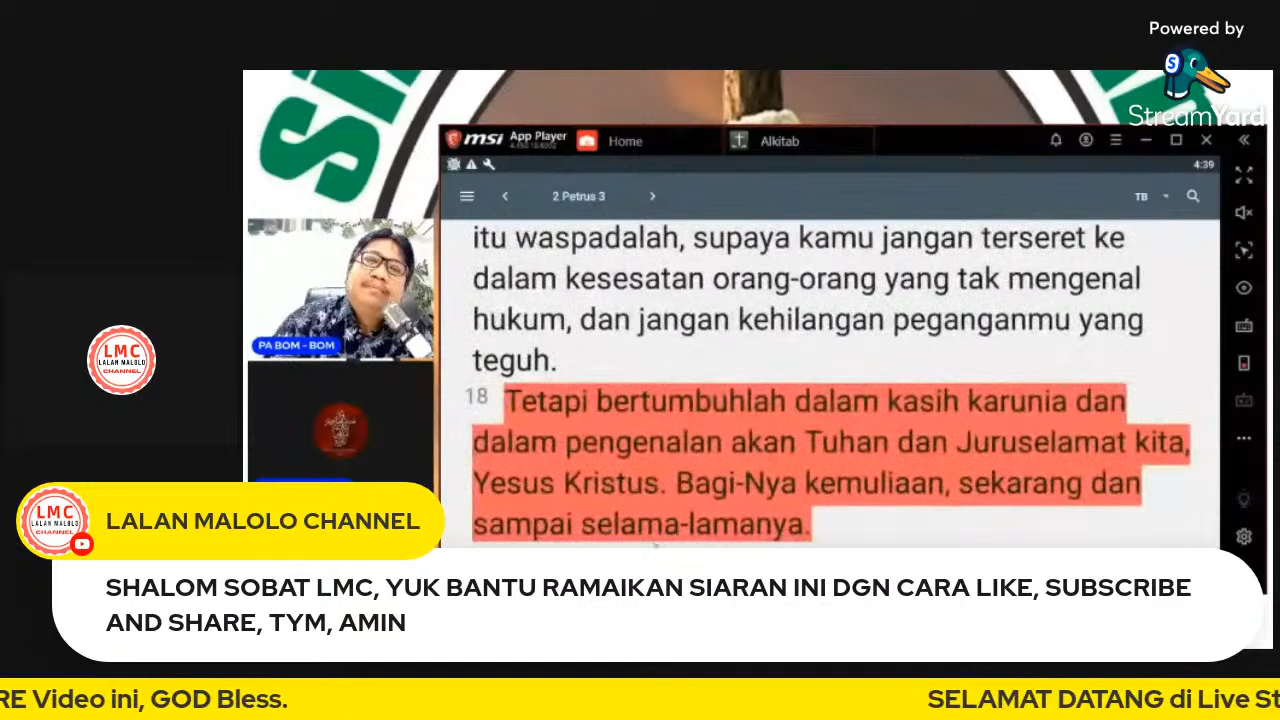 Powered by
S
StreamYard
SI
msi App Player
Home
Alkitab
4:39
2 Petrus 3
TB
itu waspadalah, supaya kamu jangan terseret ke
dalam kesesatan orang-orang yang tak mengenal
hukum, dan jangan kehilangan peganganmu yang
teguh.
18 Tetapi bertumbuhlah dalam kasih karunia dan
dalam pengenalan akan Tuhan dan Juruselamat kita,
Yesus Kristus. Bagi-Nya kemuliaan, sekarang dan
sampai selama-lamanya.
PA BOM - BOM
LMC
LALAN MALOLO
CHANNEL
LMC
LALAN MALOLO
CHANNEL
LALAN MALOLO CHANNEL
SHALOM SOBAT LMC, YUK BANTU RAMAIKAN SIARAN INI DGN CARA LIKE, SUBSCRIBE
AND SHARE, TYM, AMIN
RE Video ini, GOD Bless.
SELAMAT DATANG di Live St